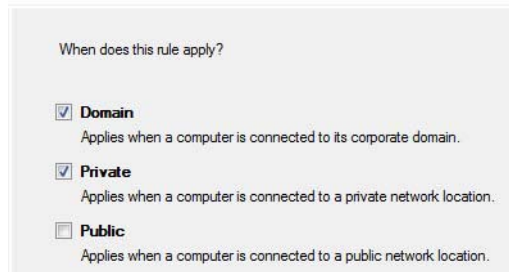 When does this rule apply?
Domain
Applies when a computer is connected to its corporate domain.
Private
Applies when a computer is connected to a private network location.
Public
Applies when a computer is connected to a public network location.